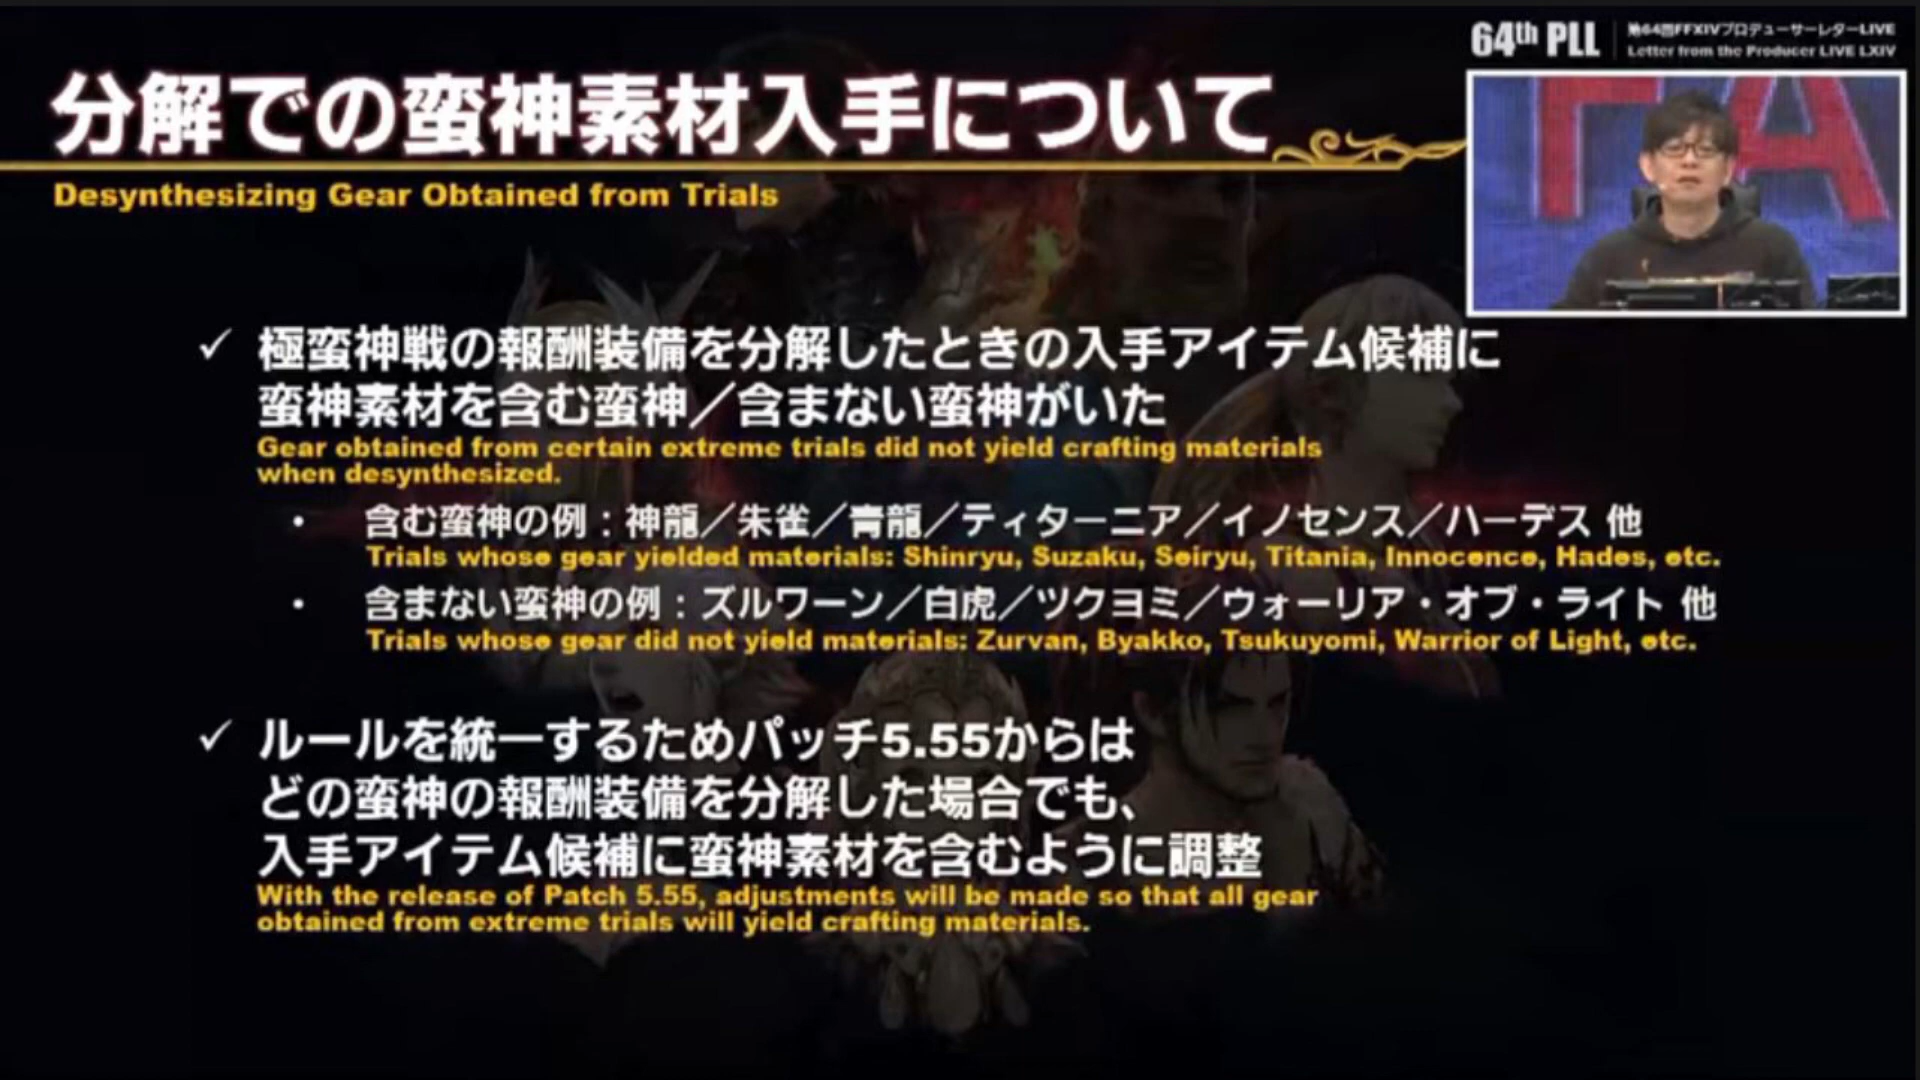 64th PLL
第64回FFXIVプロデューサーレターLIVE
Letter from the Producer LIVE LXIV
分解での蛮神素材入手について
Desynthesizing Gear Obtained from Trials
✓ 極蛮神戦の報酬装備を分解したときの入手アイテム候補に
蛮神素材を含む蛮神／含まない蛮神がいた
Gear obtained from certain extreme trials did not yield crafting materials
when desynthesized.
・ 含む蛮神の例：神龍／朱雀／青龍／ティターニア／イノセンス／ハーデス 他
Trials whose gear yielded materials: Shinryu, Suzaku, Seiryu, Titania, Innocence, Hades, etc.
・ 含まない蛮神の例：ズルワーン／白虎／ツクヨミ／ウォーリア・オブ・ライト 他
Trials whose gear did not yield materials: Zurvan, Byakko, Tsukuyomi, Warrior of Light, etc.
✓ ルールを統一するためパッチ5.55からは
どの蛮神の報酬装備を分解した場合でも、
入手アイテム候補に蛮神素材を含むように調整
With the release of Patch 5.55, adjustments will be made so that all gear
obtained from extreme trials will yield crafting materials.